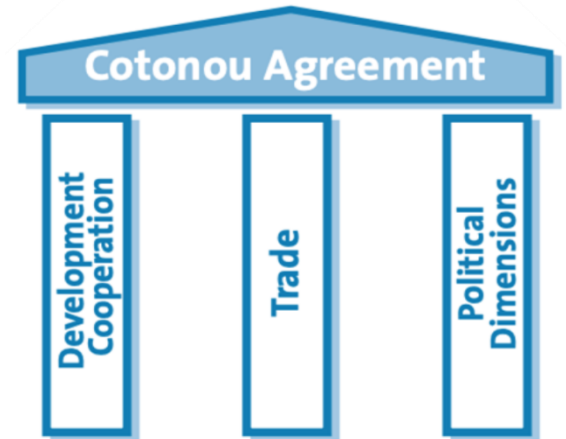 Cotonou Agreement
Development
Cooperation
Trade
Political
Dimensions